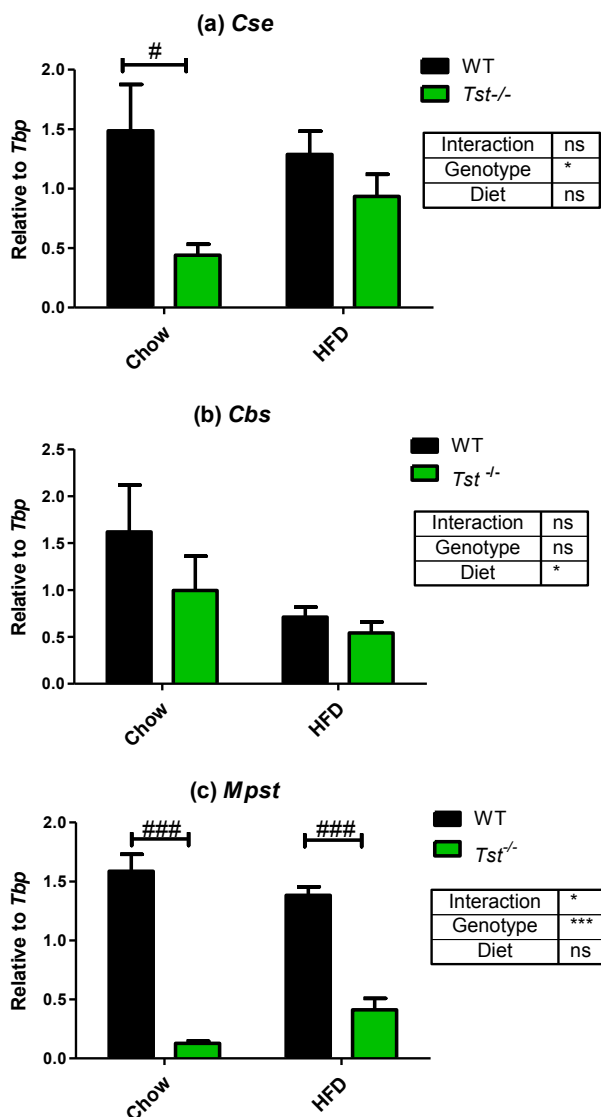 (a) Cse
#
WT
Tst-/-
Relative to Tbp
2.0
1.5
1.0
0.5
0.0
Interaction ns
Genotype *
Diet ns
Chow
HFD
(b) Cbs
WT
Tst -/-
Relative to Tbp
2.5
2.0
1.5
1.0
0.5
0.0
Interaction ns
Genotype ns
Diet *
Chow
HFD
(c) Mpst
###
###
WT
Tst-/-
Relative to Tbp
2.0
1.5
1.0
0.5
0.0
Interaction *
Genotype ***
Diet ns
Chow
HFD